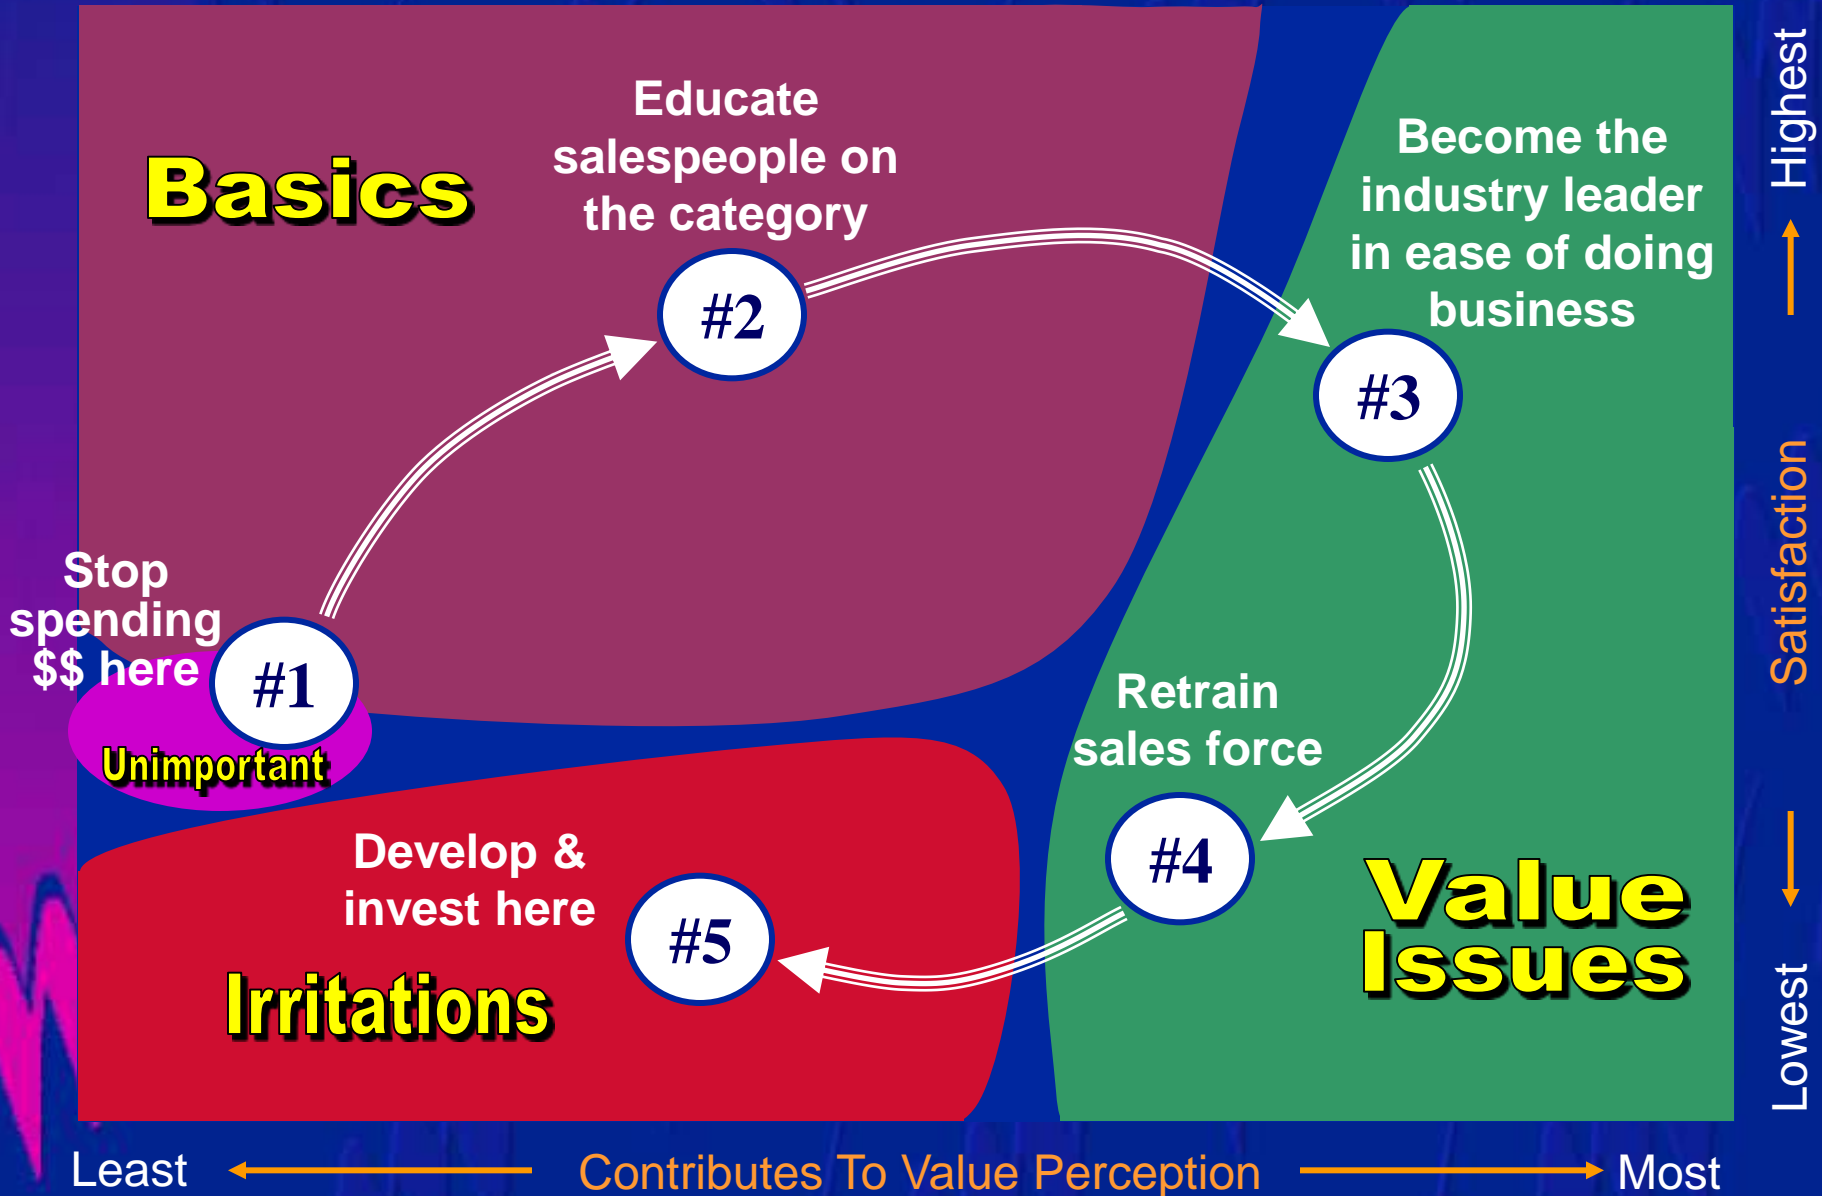 Basics
Educate
salespeople on
the category
#2
Become the
industry leader
in ease of doing
business
#3
Stop
spending
$$ here
#1
Unimportant
Retrain
sales force
#4
Value
Issues
Develop &
invest here
#5
Irritations
Highest
Satisfaction
Lowest
Least
Contributes To Value Perception
Most